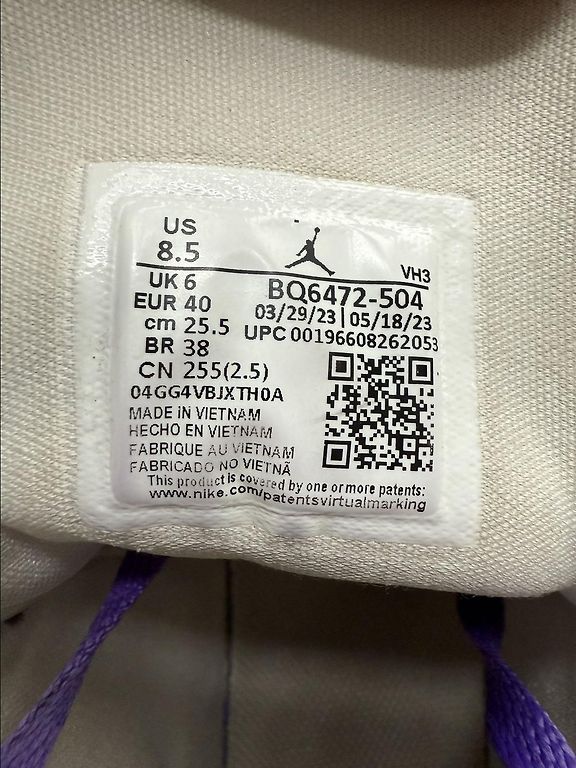 US
8.5
VH3
UK 6
BQ6472-504
EUR 40
03/29/23|05/18/23
cm 25.5
UPC 00196608262053
BR 38
CN 255(2.5)
04GG4VBJXTH0A
MADE IN VIETNAM
HECHO EN VIETNAM
FABRIQUE AU VIETNAM
FABRICADO NO VIETNÃ
This product is covered by one or more patents:
www.nike.com/patentsvirtualmarking